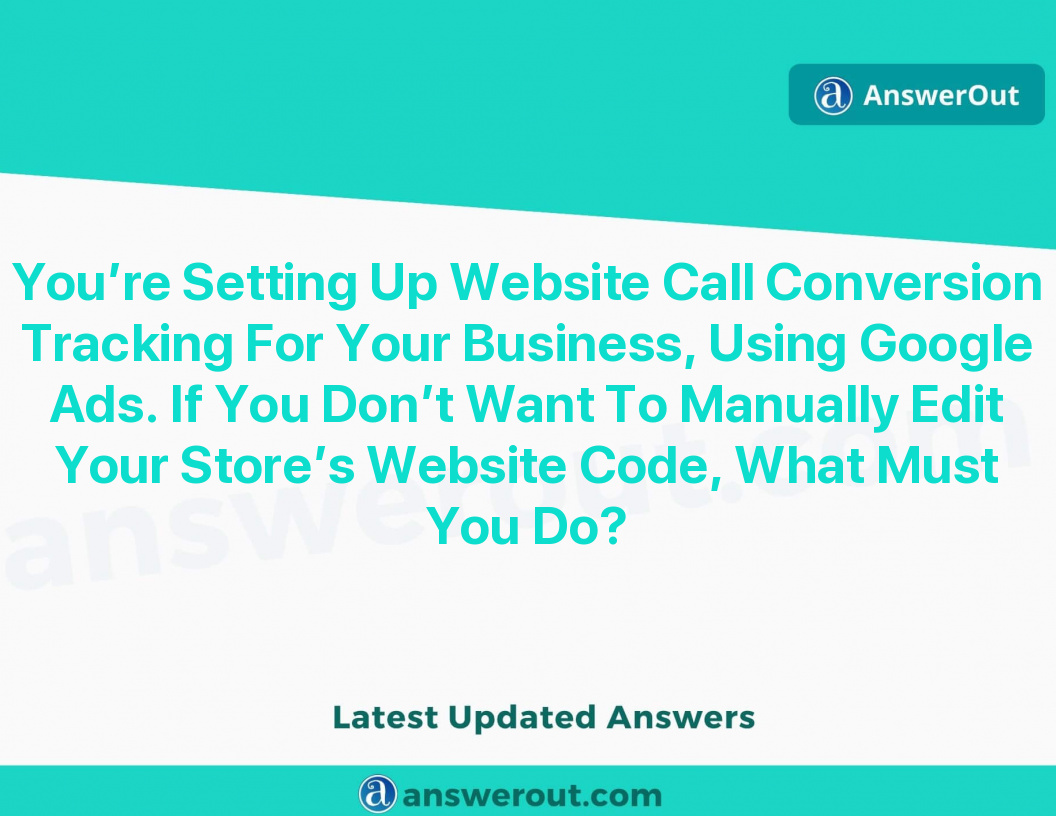 AnswerOut
You’re Setting Up Website Call Conversion
Tracking For Your Business, Using Google
Ads. If You Don’t Want To Manually Edit
Your Store’s Website Code, What Must
You Do?
answerout.com
Latest Updated Answers
answerout.com